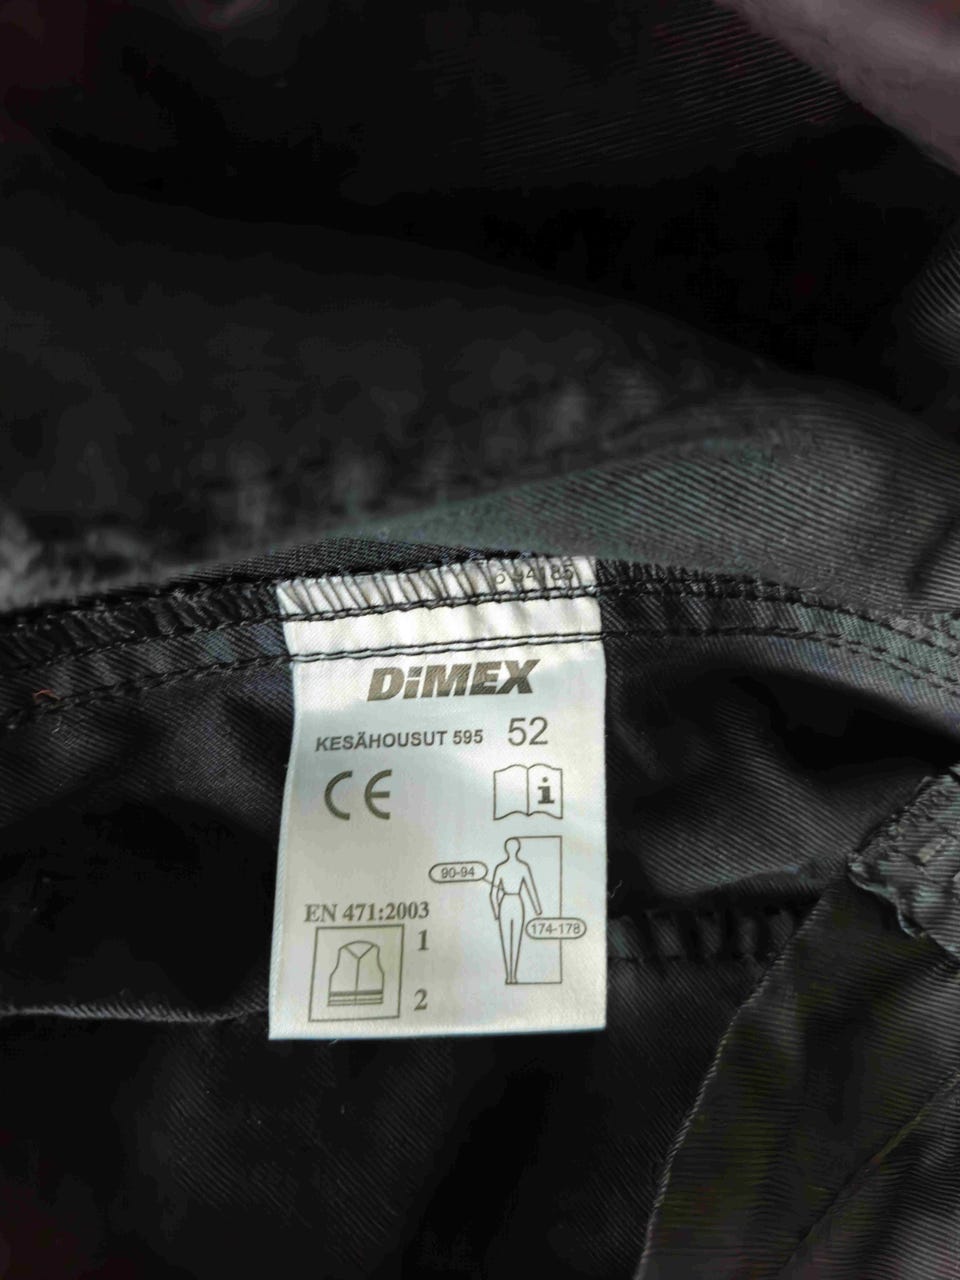 DiMEX
KESÄHOUSUT 595 52
CE
i
90-94
174-178
EN 471:2003
1
2